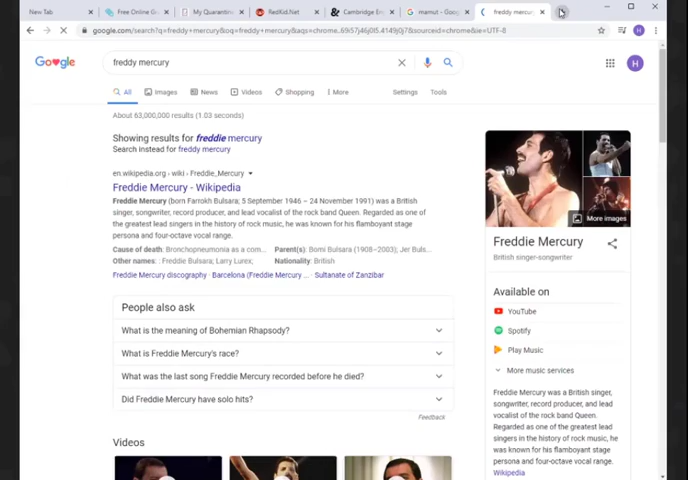 New Tab
Free Online G
My Quarantin
RedKid.Net
Cambridge En
mamut - Goog
freddy mercury
google.com/search?q=freddy+mercury&oq=freddy+mercury&aqs=chrome..69i57j46j0l5.4149j0j7&sourceid=chrome&ie=UTF-8
Google
freddy mercury
H
All
Images
News
Videos
Shopping
More
Settings
Tools
About 63,000,000 results (1.03 seconds)
Showing results for freddie mercury
Search instead for freddy mercury
en.wikipedia.org › wiki › Freddie_Mercury
Freddie Mercury - Wikipedia
Freddie Mercury (born Farrokh Bulsara; 5 September 1946 – 24 November 1991) was a British
singer, songwriter, record producer, and lead vocalist of the rock band Queen. Regarded as one of
the greatest lead singers in the history of rock music, he was known for his flamboyant stage
persona and four-octave vocal range.
Cause of death: Bronchopneumonia as a com...
Parent(s): Bomi Bulsara (1908–2003); Jer Buls...
Other names: : Freddie Bulsara; Larry Lurex;
Nationality: British
Freddie Mercury discography · Barcelona (Freddie Mercury ... · Sultanate of Zanzibar
People also ask
What is the meaning of Bohemian Rhapsody?
What is Freddie Mercury's race?
What was the last song Freddie Mercury recorded before he died?
Did Freddie Mercury have solo hits?
Feedback
Videos
More images
Freddie Mercury
British singer-songwriter
Available on
YouTube
Spotify
Play Music
More music services
Freddie Mercury was a British singer,
songwriter, record producer, and lead
vocalist of the rock band Queen.
Regarded as one of the greatest lead
singers in the history of rock music, he
was known for his flamboyant stage
persona and four-octave vocal range.
Wikipedia